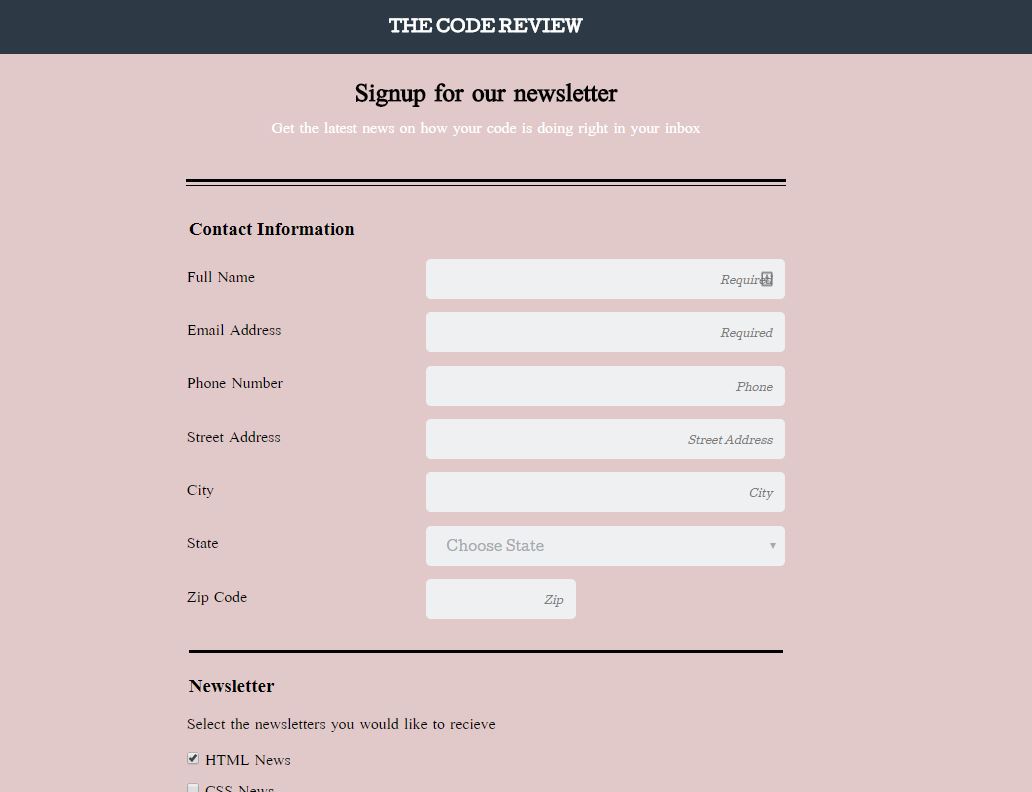 THE CODE REVIEW
Signup for our newsletter
Get the latest news on how your code is doing right in your inbox
Contact Information
Full Name Required
Email Address Required
Phone Number Phone
Street Address Street Address
City City
State Choose State
Zip Code Zip
Newsletter
Select the newsletters you would like to recieve
HTML News
CSS News